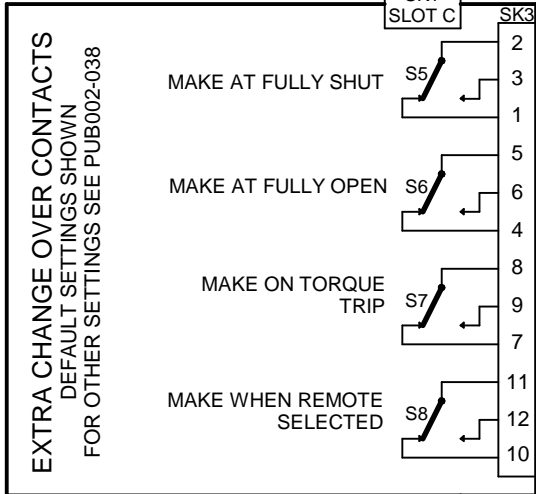 SLOT C
SK3
EXTRA CHANGE OVER CONTACTS
DEFAULT SETTINGS SHOWN
FOR OTHER SETTINGS SEE PUB002-038
MAKE AT FULLY SHUT
S5
2
3
1
MAKE AT FULLY OPEN
S6
5
6
4
MAKE ON TORQUE
TRIP
S7
8
9
7
MAKE WHEN REMOTE
SELECTED
S8
11
12
10